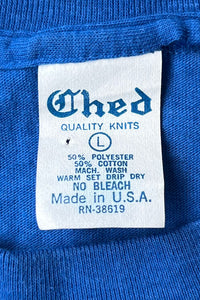 Ched
QUALITY KNITS
L
50% POLYESTER
50% COTTON
MACH. WASH
WARM SET DRIP DRY
NO BLEACH
Made in U.S.A.
RN-38619